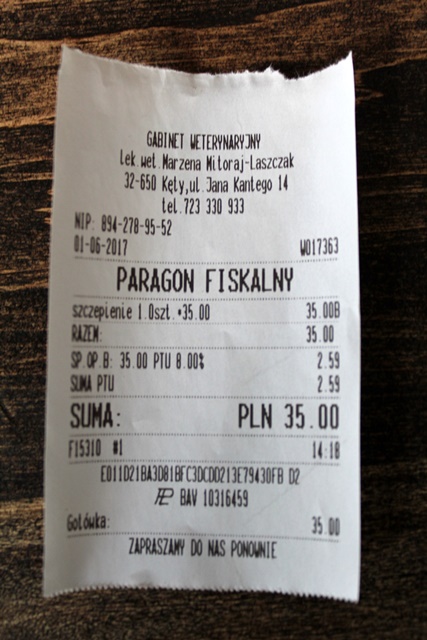 GABINET WETERYNARYJNY
lek.wet.Marzena Mitoraj-Laszczak
32-650 Kęty,ul.Jana Kantego 14
tel.723 330 933
NIP: 894-278-95-52
01-06-2017 W017363
PARAGON FISKALNY
szczepienie 1.0szt.*35.00 35.00B
RAZEM: 35.00
SP.OP.B: 35.00 PTU 8.00% 2.59
SUMA PTU 2.59
SUMA: PLN 35.00
F15310 #1 14:18
E011D21BA3D81BFC3DCD0213E79430FB D2
BAV 10316459
Gotówka: 35.00
ZAPRASZAMY DO NAS PONOWNIE